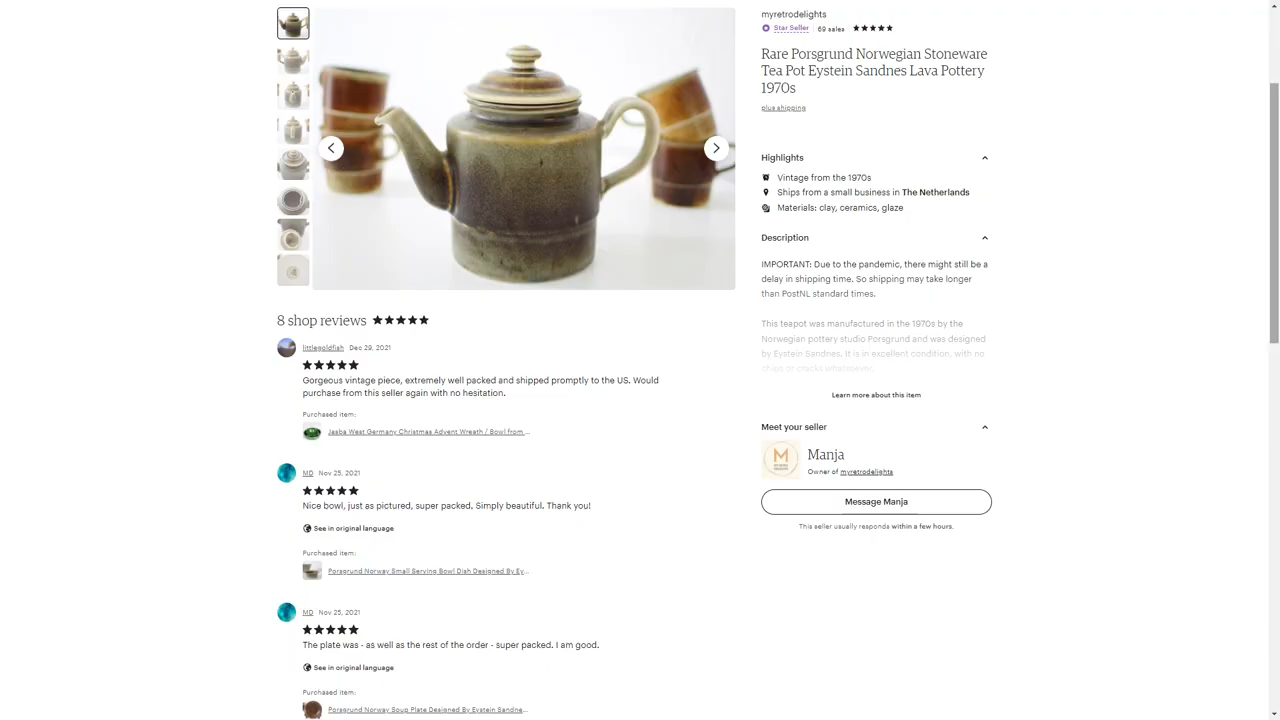 myretrodelights
Star Seller 69 sales
Rare Porsgrund Norwegian Stoneware
Tea Pot Eystein Sandnes Lava Pottery
1970s
plus shipping
Highlights
Vintage from the 1970s
Ships from a small business in The Netherlands
Materials: clay, ceramics, glaze
Description
IMPORTANT: Due to the pandemic, there might still be a
delay in shipping time. So shipping may take longer
than PostNL standard times.
This teapot was manufactured in the 1970s by the
Norwegian pottery studio Porsgrund and was designed
by Eystein Sandnes. It is in excellent condition, with no
chips or cracks whatsoever.
Learn more about this item
Meet your seller
M
Manja
Owner of myretrodelights
Message Manja
This seller usually responds within a few hours.
8 shop reviews
littlegoldfish Dec 29, 2021
Gorgeous vintage piece, extremely well packed and shipped promptly to the US. Would
purchase from this seller again with no hesitation.
Purchased item:
Jasba West Germany Christmas Advent Wreath / Bowl from ...
MD Nov 25, 2021
Nice bowl, just as pictured, super packed. Simply beautiful. Thank you!
See in original language
Purchased item:
Porsgrund Norway Small Serving Bowl Dish Designed By Ey...
MD Nov 25, 2021
The plate was - as well as the rest of the order - super packed. I am good.
See in original language
Purchased item:
Porsgrund Norway Soup Plate Designed By Eystein Sandne...